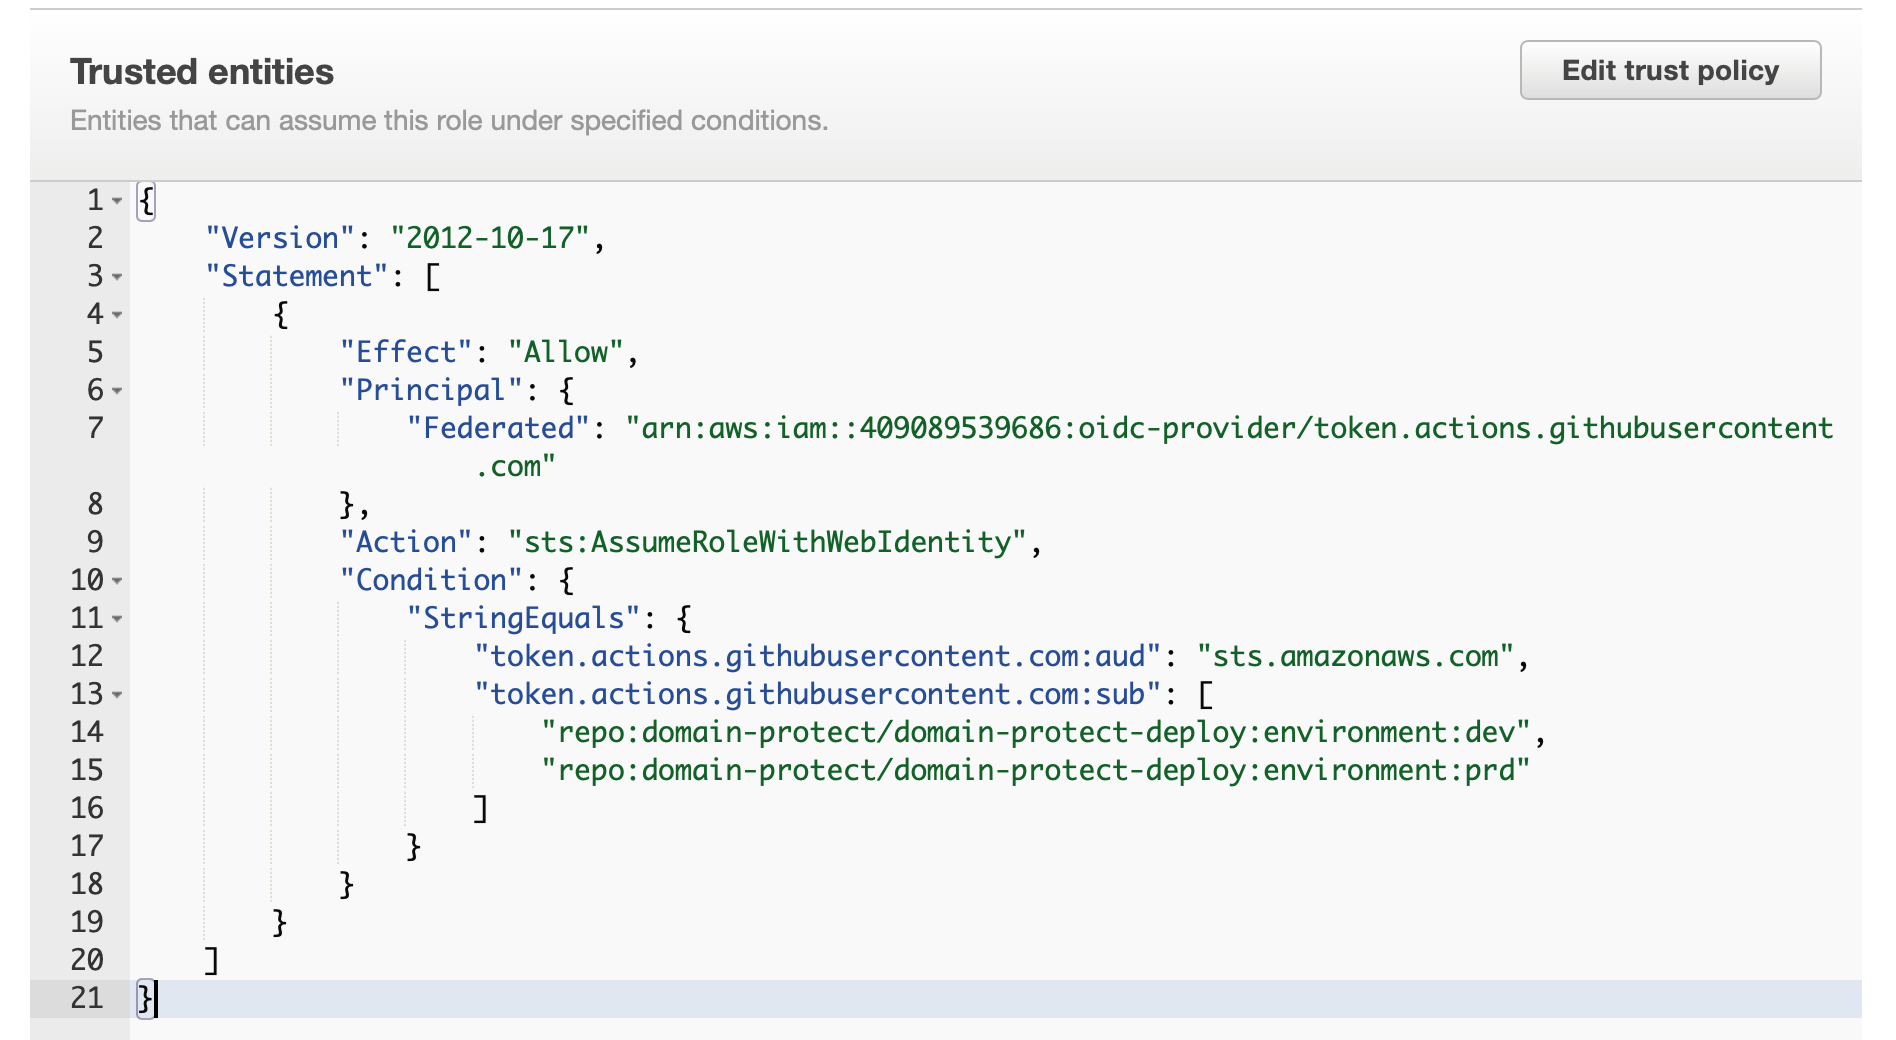 Trusted entities
Edit trust policy
Entities that can assume this role under specified conditions.
1 {
2     "Version": "2012-10-17",
3     "Statement": [
4         {
5             "Effect": "Allow",
6             "Principal": {
7                 "Federated": "arn:aws:iam::409089539686:oidc-provider/token.actions.githubusercontent
                    .com"
8             },
9             "Action": "sts:AssumeRoleWithWebIdentity",
10             "Condition": {
11                 "StringEquals": {
12                     "token.actions.githubusercontent.com:aud": "sts.amazonaws.com",
13                     "token.actions.githubusercontent.com:sub": [
14                         "repo:domain-protect/domain-protect-deploy:environment:dev",
15                         "repo:domain-protect/domain-protect-deploy:environment:prd"
16                     ]
17                 }
18             }
19         }
20     ]
21 }